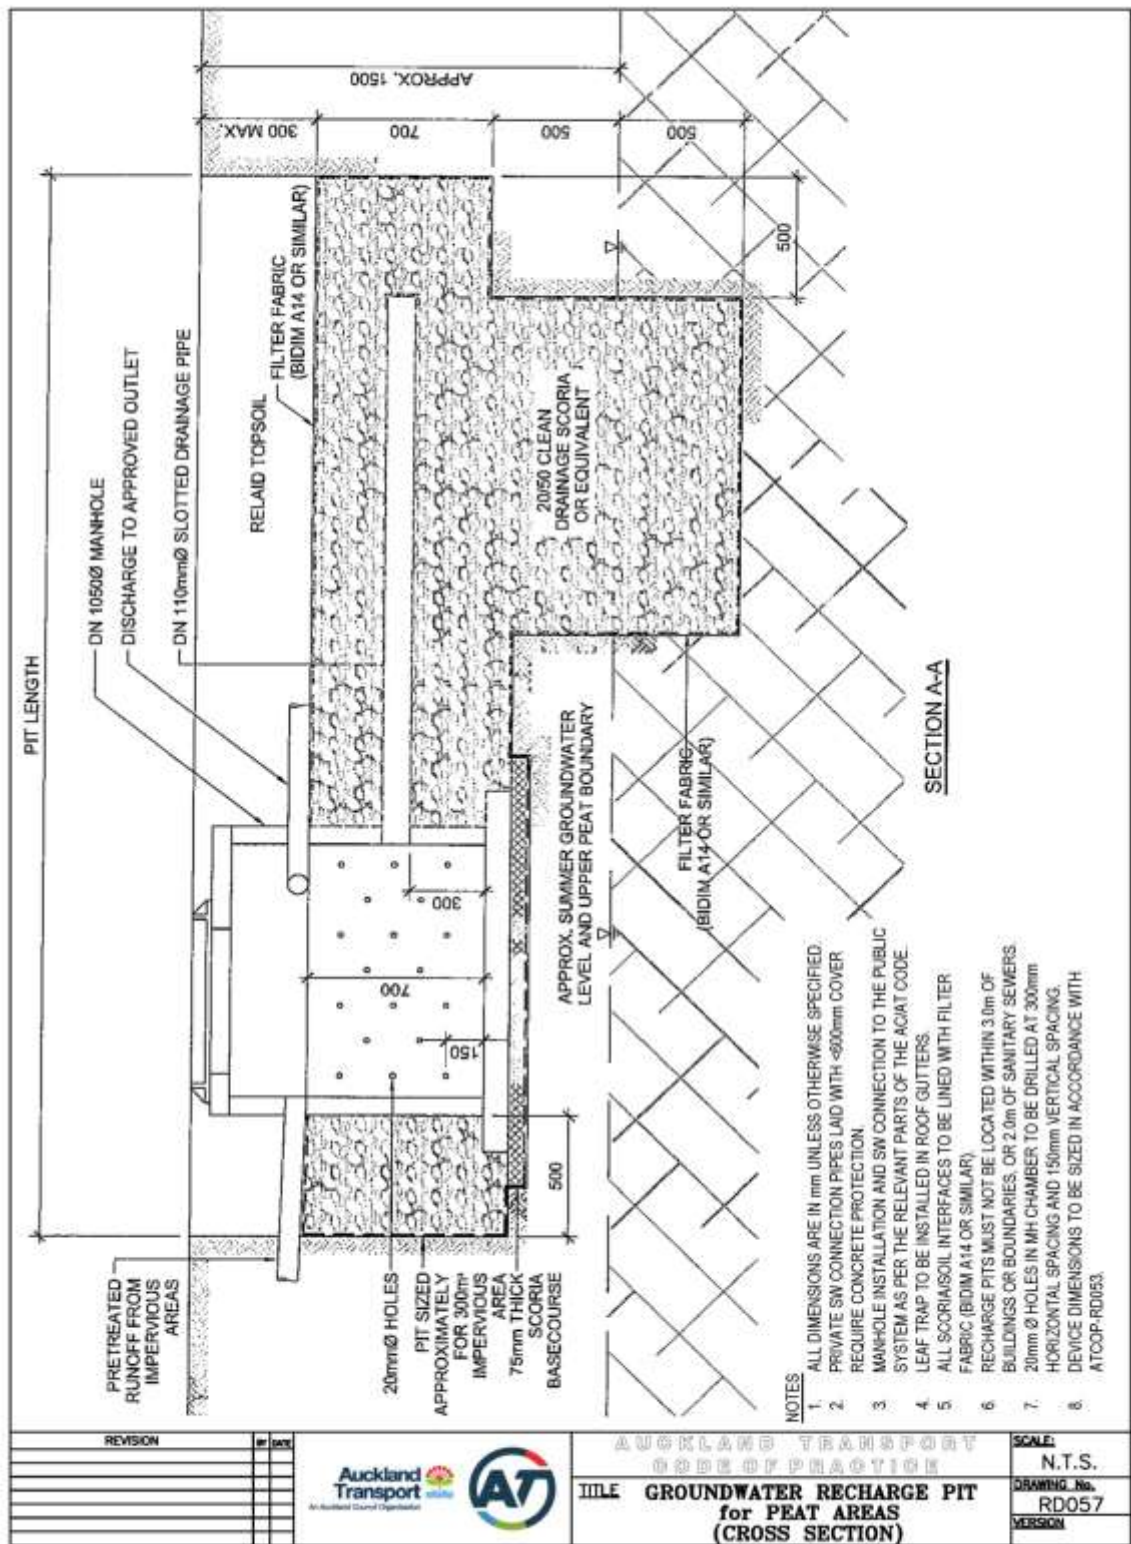 PIT LENGTH
DN 1050Ø MANHOLE
DISCHARGE TO APPROVED OUTLET
DN 110mmØ SLOTTED DRAINAGE PIPE
RELAID TOPSOIL
FILTER FABRIC
(BIDIM A14 OR SIMILAR)
300 MAX.
700
500
500
APPROX. 1500
500
20/50 CLEAN
DRAINAGE SCORIA
OR EQUIVALENT
PRETREATED
RUNOFF FROM
IMPERVIOUS
AREAS
20mmØ HOLES
PIT SIZED
APPROXIMATELY
FOR 300m²
IMPERVIOUS
AREA
75mm THICK
SCORIA
BASECOURSE
700
300
150
500
APPROX. SUMMER GROUNDWATER
LEVEL AND UPPER PEAT BOUNDARY
FILTER FABRIC
(BIDIM A14 OR SIMILAR)
SECTION A-A
NOTES
1. ALL DIMENSIONS ARE IN mm UNLESS OTHERWISE SPECIFIED.
2. PRIVATE SW CONNECTION PIPES LAID WITH <600mm COVER
REQUIRE CONCRETE PROTECTION.
3. MANHOLE INSTALLATION AND SW CONNECTION TO THE PUBLIC
SYSTEM AS PER THE RELEVANT PARTS OF THE AC/AT CODE.
4. LEAF TRAP TO BE INSTALLED IN ROOF GUTTERS.
5. ALL SCORIA/SOIL INTERFACES TO BE LINED WITH FILTER
FABRIC (BIDIM A14 OR SIMILAR).
6. RECHARGE PITS MUST NOT BE LOCATED WITHIN 3.0m OF
BUILDINGS OR BOUNDARIES, OR 2.0m OF SANITARY SEWERS.
7. 20mm Ø HOLES IN MH CHAMBER TO BE DRILLED AT 300mm
HORIZONTAL SPACING AND 150mm VERTICAL SPACING.
8. DEVICE DIMENSIONS TO BE SIZED IN ACCORDANCE WITH
ATCOP-RD053.
REVISION
BY
DATE
Auckland
Transport
An Auckland Council Organisation
AT
AUCKLAND TRANSPORT
CODE OF PRACTICE
TITLE
GROUNDWATER RECHARGE PIT
for PEAT AREAS
(CROSS SECTION)
SCALE:
N.T.S.
DRAWING No.
RD057
VERSION